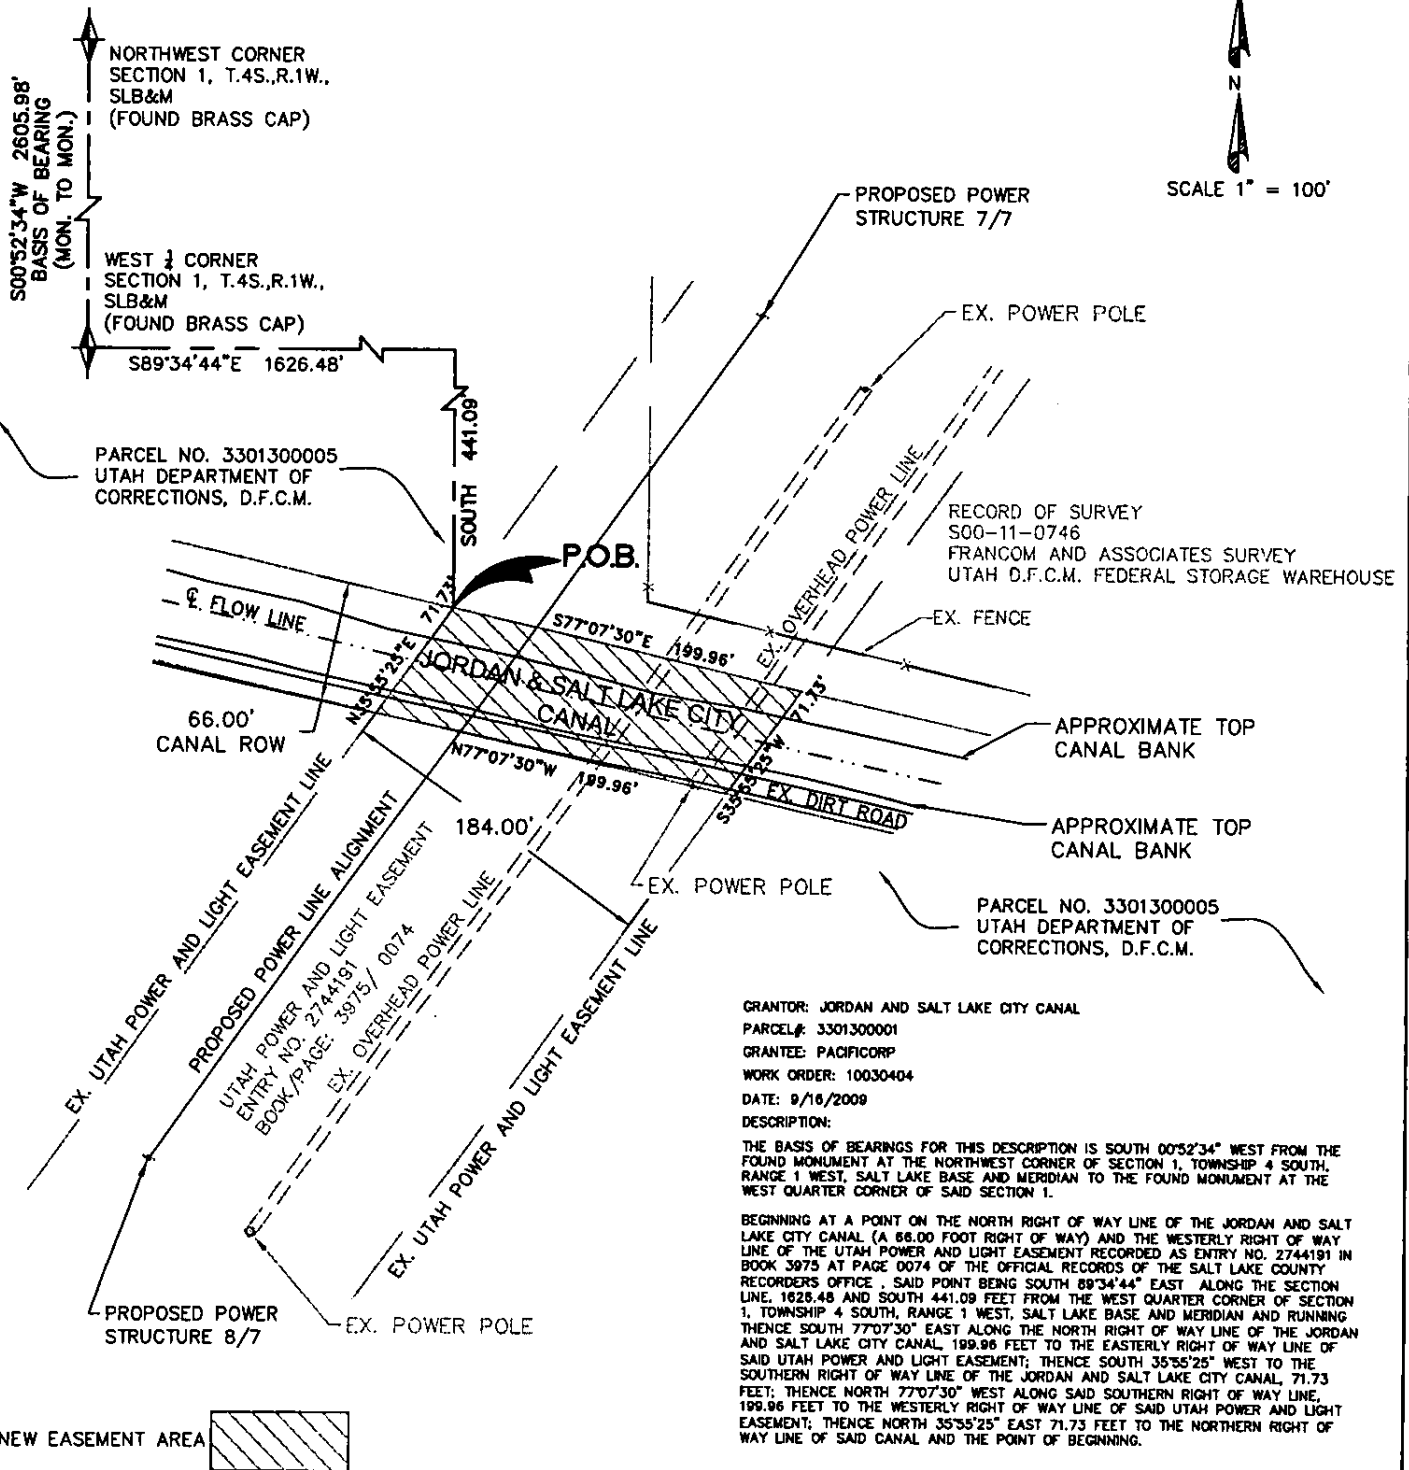 S00°52'34"W 2605.98'
BASIS OF BEARING
(MON. TO MON.)
NORTHWEST CORNER
SECTION 1, T.4S.,R.1W.,
SLB&M
(FOUND BRASS CAP)
N
SCALE 1" = 100'
WEST ¼ CORNER
SECTION 1, T.4S.,R.1W.,
SLB&M
(FOUND BRASS CAP)
S89°34'44"E 1626.48'
SOUTH 441.09'
PROPOSED POWER
STRUCTURE 7/7
EX. POWER POLE
PARCEL NO. 3301300005
UTAH DEPARTMENT OF
CORRECTIONS, D.F.C.M.
RECORD OF SURVEY
S00-11-0746
FRANCOM AND ASSOCIATES SURVEY
UTAH D.F.C.M. FEDERAL STORAGE WAREHOUSE
EX. OVERHEAD POWER LINE
P.O.B.
EX. FENCE
℄ FLOW LINE
N35°55'25"E 71.73'
S77°07'30"E 199.96'
JORDAN & SALT LAKE CITY
CANAL
66.00'
CANAL ROW
N77°07'30"W 199.96'
S35°55'25"W 71.73'
EX. DIRT ROAD
APPROXIMATE TOP
CANAL BANK
APPROXIMATE TOP
CANAL BANK
184.00'
EX. POWER POLE
PARCEL NO. 3301300005
UTAH DEPARTMENT OF
CORRECTIONS, D.F.C.M.
EX. UTAH POWER AND LIGHT EASEMENT LINE
PROPOSED POWER LINE ALIGNMENT
UTAH POWER AND LIGHT EASEMENT
ENTRY NO. 2744191
BOOK/PAGE: 3975/ 0074
EX. OVERHEAD POWER LINE
EX. UTAH POWER AND LIGHT EASEMENT LINE
PROPOSED POWER
STRUCTURE 8/7
EX. POWER POLE
GRANTOR: JORDAN AND SALT LAKE CITY CANAL
PARCEL#: 3301300001
GRANTEE: PACIFICORP
WORK ORDER: 10030404
DATE: 9/16/2009
DESCRIPTION:
THE BASIS OF BEARINGS FOR THIS DESCRIPTION IS SOUTH 00°52'34" WEST FROM THE
FOUND MONUMENT AT THE NORTHWEST CORNER OF SECTION 1, TOWNSHIP 4 SOUTH,
RANGE 1 WEST, SALT LAKE BASE AND MERIDIAN TO THE FOUND MONUMENT AT THE
WEST QUARTER CORNER OF SAID SECTION 1.
BEGINNING AT A POINT ON THE NORTH RIGHT OF WAY LINE OF THE JORDAN AND SALT
LAKE CITY CANAL (A 66.00 FOOT RIGHT OF WAY) AND THE WESTERLY RIGHT OF WAY
LINE OF THE UTAH POWER AND LIGHT EASEMENT RECORDED AS ENTRY NO. 2744191 IN
BOOK 3975 AT PAGE 0074 OF THE OFFICIAL RECORDS OF THE SALT LAKE COUNTY
RECORDERS OFFICE , SAID POINT BEING SOUTH 89°34'44" EAST ALONG THE SECTION
LINE, 1626.48 AND SOUTH 441.09 FEET FROM THE WEST QUARTER CORNER OF SECTION
1, TOWNSHIP 4 SOUTH, RANGE 1 WEST, SALT LAKE BASE AND MERIDIAN AND RUNNING
THENCE SOUTH 77°07'30" EAST ALONG THE NORTH RIGHT OF WAY LINE OF THE JORDAN
AND SALT LAKE CITY CANAL, 199.96 FEET TO THE EASTERLY RIGHT OF WAY LINE OF
SAID UTAH POWER AND LIGHT EASEMENT; THENCE SOUTH 35°55'25" WEST TO THE
SOUTHERN RIGHT OF WAY LINE OF THE JORDAN AND SALT LAKE CITY CANAL, 71.73
FEET; THENCE NORTH 77°07'30" WEST ALONG SAID SOUTHERN RIGHT OF WAY LINE,
199.96 FEET TO THE WESTERLY RIGHT OF WAY LINE OF SAID UTAH POWER AND LIGHT
EASEMENT; THENCE NORTH 35°55'25" EAST 71.73 FEET TO THE NORTHERN RIGHT OF
WAY LINE OF SAID CANAL AND THE POINT OF BEGINNING.
NEW EASEMENT AREA